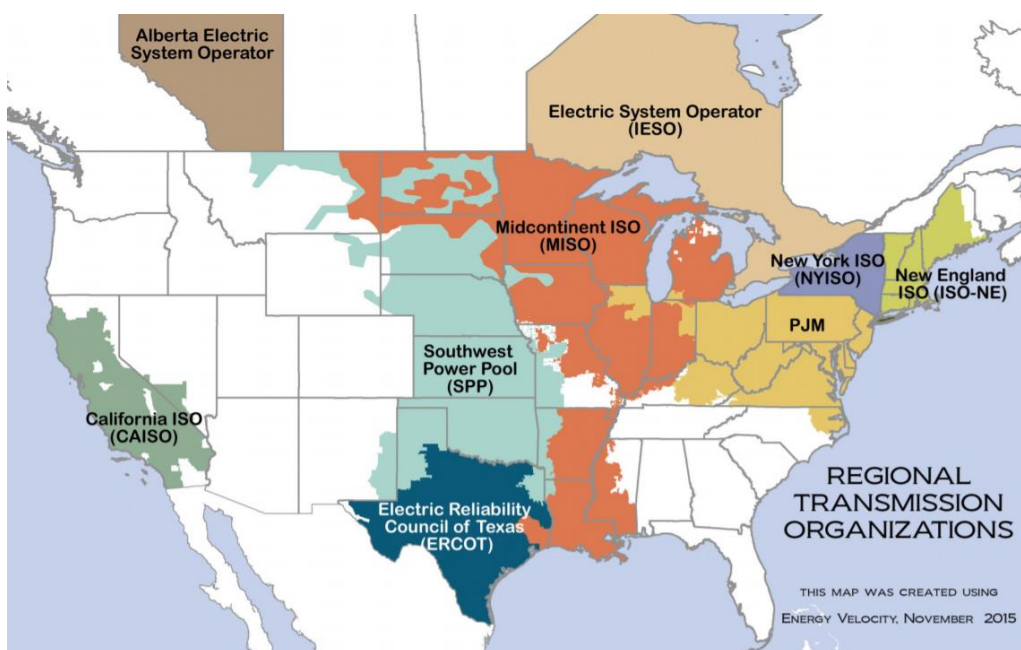 Alberta Electric
System Operator
Electric System Operator
(IESO)
Midcontinent ISO
(MISO)
New York ISO
(NYISO)
New England
ISO (ISO-NE)
PJM
Southwest
Power Pool
(SPP)
California ISO
(CAISO)
Electric Reliability
Council of Texas
(ERCOT)
REGIONAL
TRANSMISSION
ORGANIZATIONS
THIS MAP WAS CREATED USING
ENERGY VELOCITY, NOVEMBER 2015